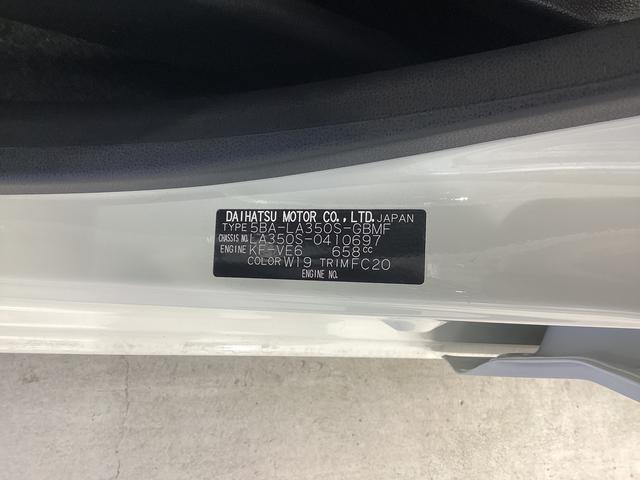 DAIHATSU MOTOR CO., LTD. JAPAN
TYPE 5BA-LA350S-GBMF
CHASSIS NO. LA350S-0410697
ENGINE KF-VE6 658cc
COLOR W19 TRIM FC20
ENGINE NO.